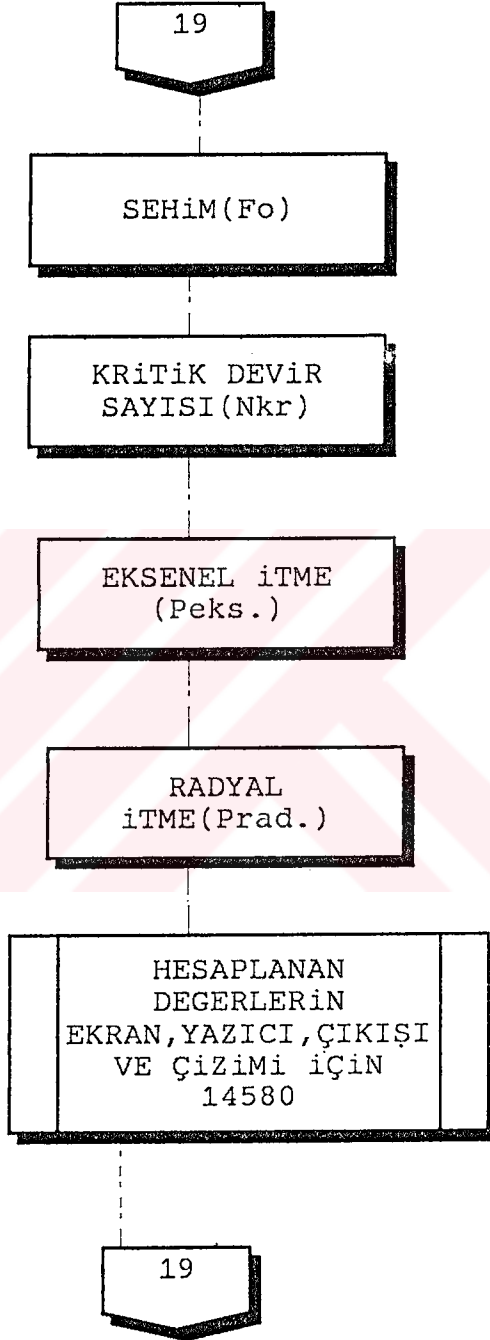 19
SEHiM(Fo)
KRiTiK DEViR
SAYISI(Nkr)
EKSENEL iTME
(Peks.)
RADYAL
iTME(Prad.)
HESAPLANAN
DEGERLERiN
EKRAN,YAZICI,ÇIKIŞI
VE ÇiZiMi iÇiN
14580
19